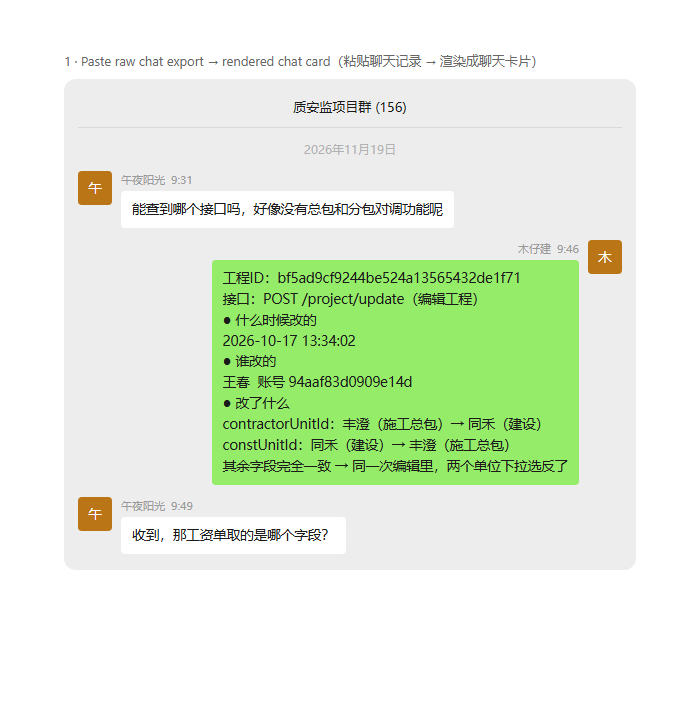 1 · Paste raw chat export → rendered chat card（粘贴聊天记录 → 渲染成聊天卡片）
质安监项目群 (156)
2026年11月19日
午
午夜阳光 9:31
能查到哪个接口吗，好像没有总包和分包对调功能呢
木仔建 9:46
木
工程ID：bf5ad9cf9244be524a13565432de1f71
接口：POST /project/update（编辑工程）
● 什么时候改的
2026-10-17 13:34:02
● 谁改的
王春 账号 94aaf83d0909e14d
● 改了什么
contractorUnitId：丰澄（施工总包）→ 同禾（建设）
constUnitId：同禾（建设）→ 丰澄（施工总包）
其余字段完全一致 → 同一次编辑里，两个单位下拉选反了
午
午夜阳光 9:49
收到，那工资单取的是哪个字段？